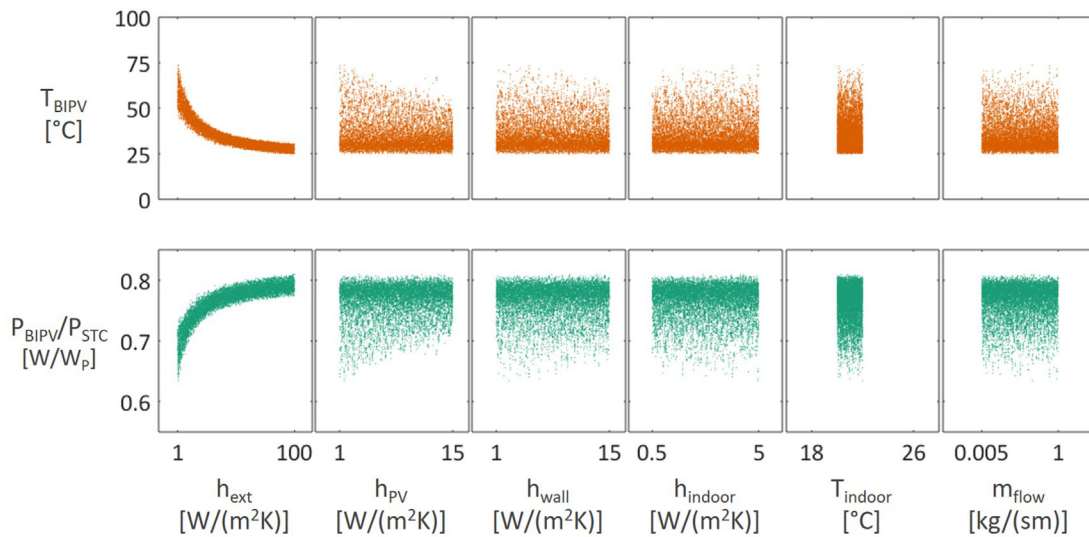 100
75
50
25
0
T_BIPV
[°C]
0.8
0.7
0.6
P_BIPV/P_STC
[W/W_P]
1 100 1 15 1 15 0.5 5 18 26 0.005 1
h_ext h_PV h_wall h_indoor T_indoor m_flow
[W/(m²K)] [W/(m²K)] [W/(m²K)] [W/(m²K)] [°C] [kg/(sm)]